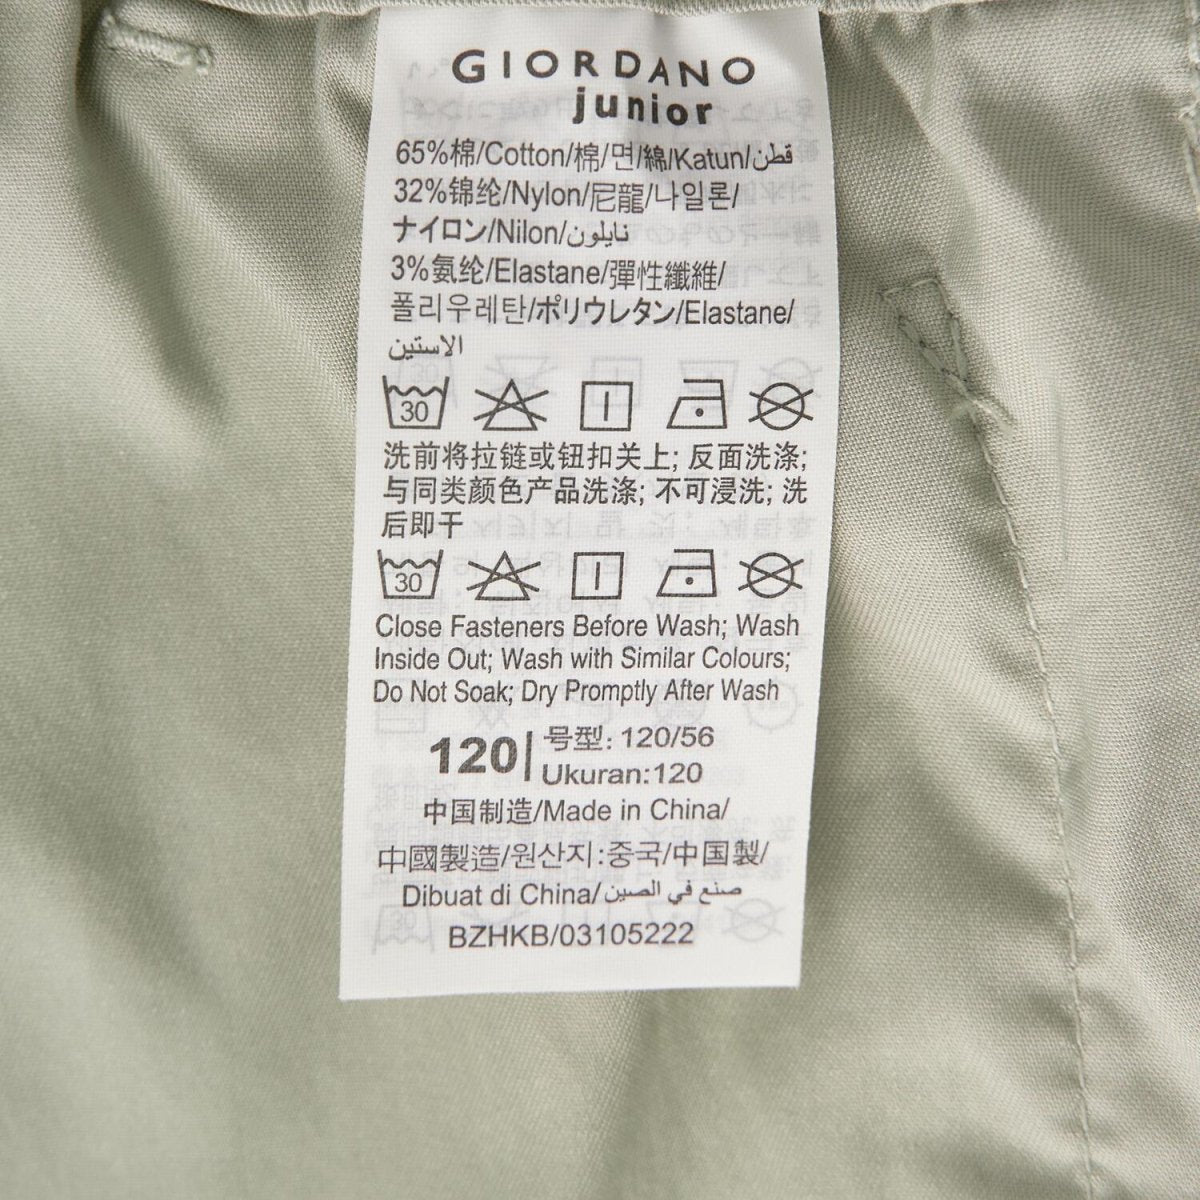 GIORDANO
junior
65%棉/Cotton/棉/면/綿/Katun/قطن
32%锦纶/Nylon/尼龍/나일론/
ナイロン/Nilon/نايلون
3%氨纶/Elastane/彈性纖維/
폴리우레탄/ポリウレタン/Elastane/
الاستين
30
洗前将拉链或钮扣关上; 反面洗涤;
与同类颜色产品洗涤; 不可浸洗; 洗
后即干
30
Close Fasteners Before Wash; Wash
Inside Out; Wash with Similar Colours;
Do Not Soak; Dry Promptly After Wash
120 号型: 120/56
Ukuran:120
中国制造/Made in China/
中國製造/원산지:중국/中国製/
Dibuat di China/صنع في الصين
BZHKB/03105222